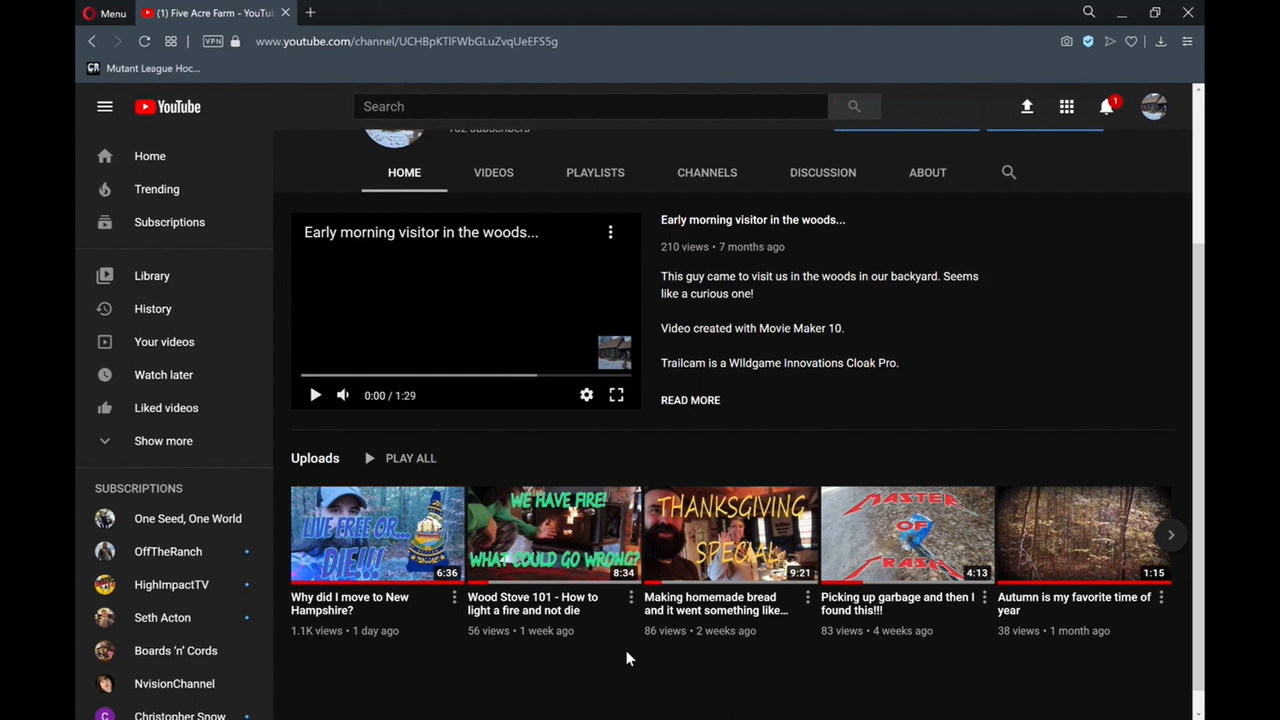 Menu
(1) Five Acre Farm - YouTu
VPN
www.youtube.com/channel/UCHBpKTlFWbGLuZvqUeEFS5g
Mutant League Hoc...
YouTube
Search
1
102 subscribers
HOME VIDEOS PLAYLISTS CHANNELS DISCUSSION ABOUT
Home
Trending
Subscriptions
Library
History
Your videos
Watch later
Liked videos
Show more
SUBSCRIPTIONS
One Seed, One World
OffTheRanch
HighImpactTV
Seth Acton
Boards 'n' Cords
NvisionChannel
C Christopher Snow
Early morning visitor in the woods...
0:00 / 1:29
Early morning visitor in the woods...
210 views • 7 months ago
This guy came to visit us in the woods in our backyard. Seems
like a curious one!
Video created with Movie Maker 10.
Trailcam is a WIldgame Innovations Cloak Pro.
READ MORE
Uploads PLAY ALL
LIVE FREE OR...
DIE!!!
6:36
Why did I move to New
Hampshire?
1.1K views • 1 day ago
WE HAVE FIRE!
WHAT COULD GO WRONG?
8:34
Wood Stove 101 - How to
light a fire and not die
56 views • 1 week ago
THANKSGIVING
SPECIAL
9:21
Making homemade bread
and it went something like...
86 views • 2 weeks ago
MASTER
OF
TRASH
4:13
Picking up garbage and then I
found this!!!
83 views • 4 weeks ago
1:15
Autumn is my favorite time of
year
38 views • 1 month ago